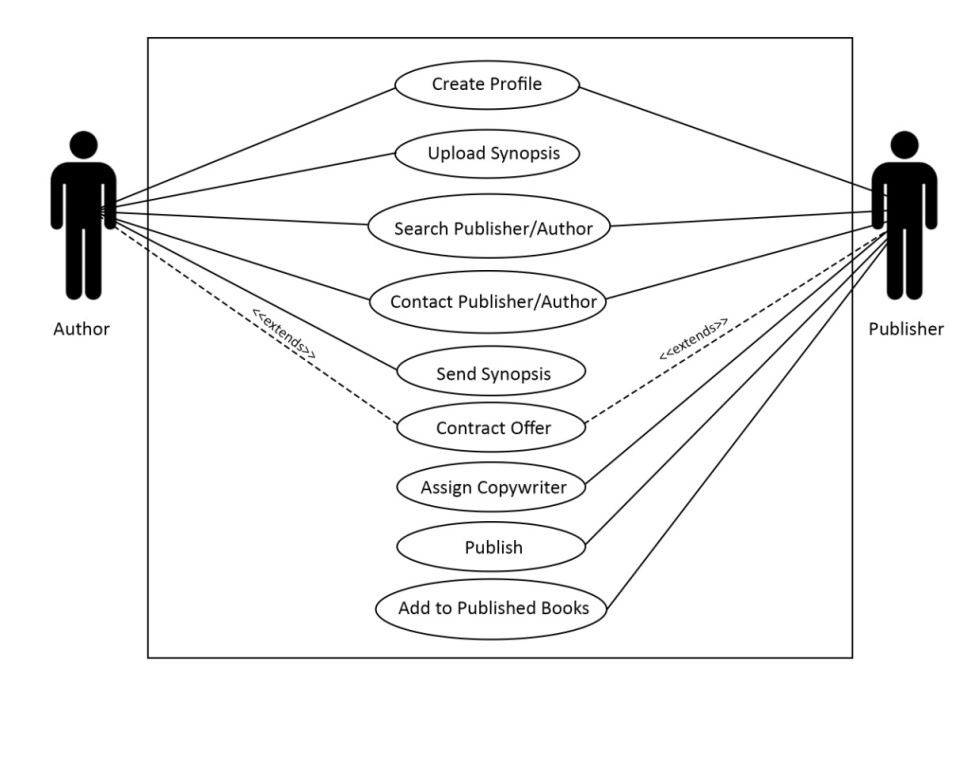 Create Profile
Upload Synopsis
Search Publisher/Author
Contact Publisher/Author
Author
Publisher
<<extends>>
<<extends>>
Send Synopsis
Contract Offer
Assign Copywriter
Publish
Add to Published Books